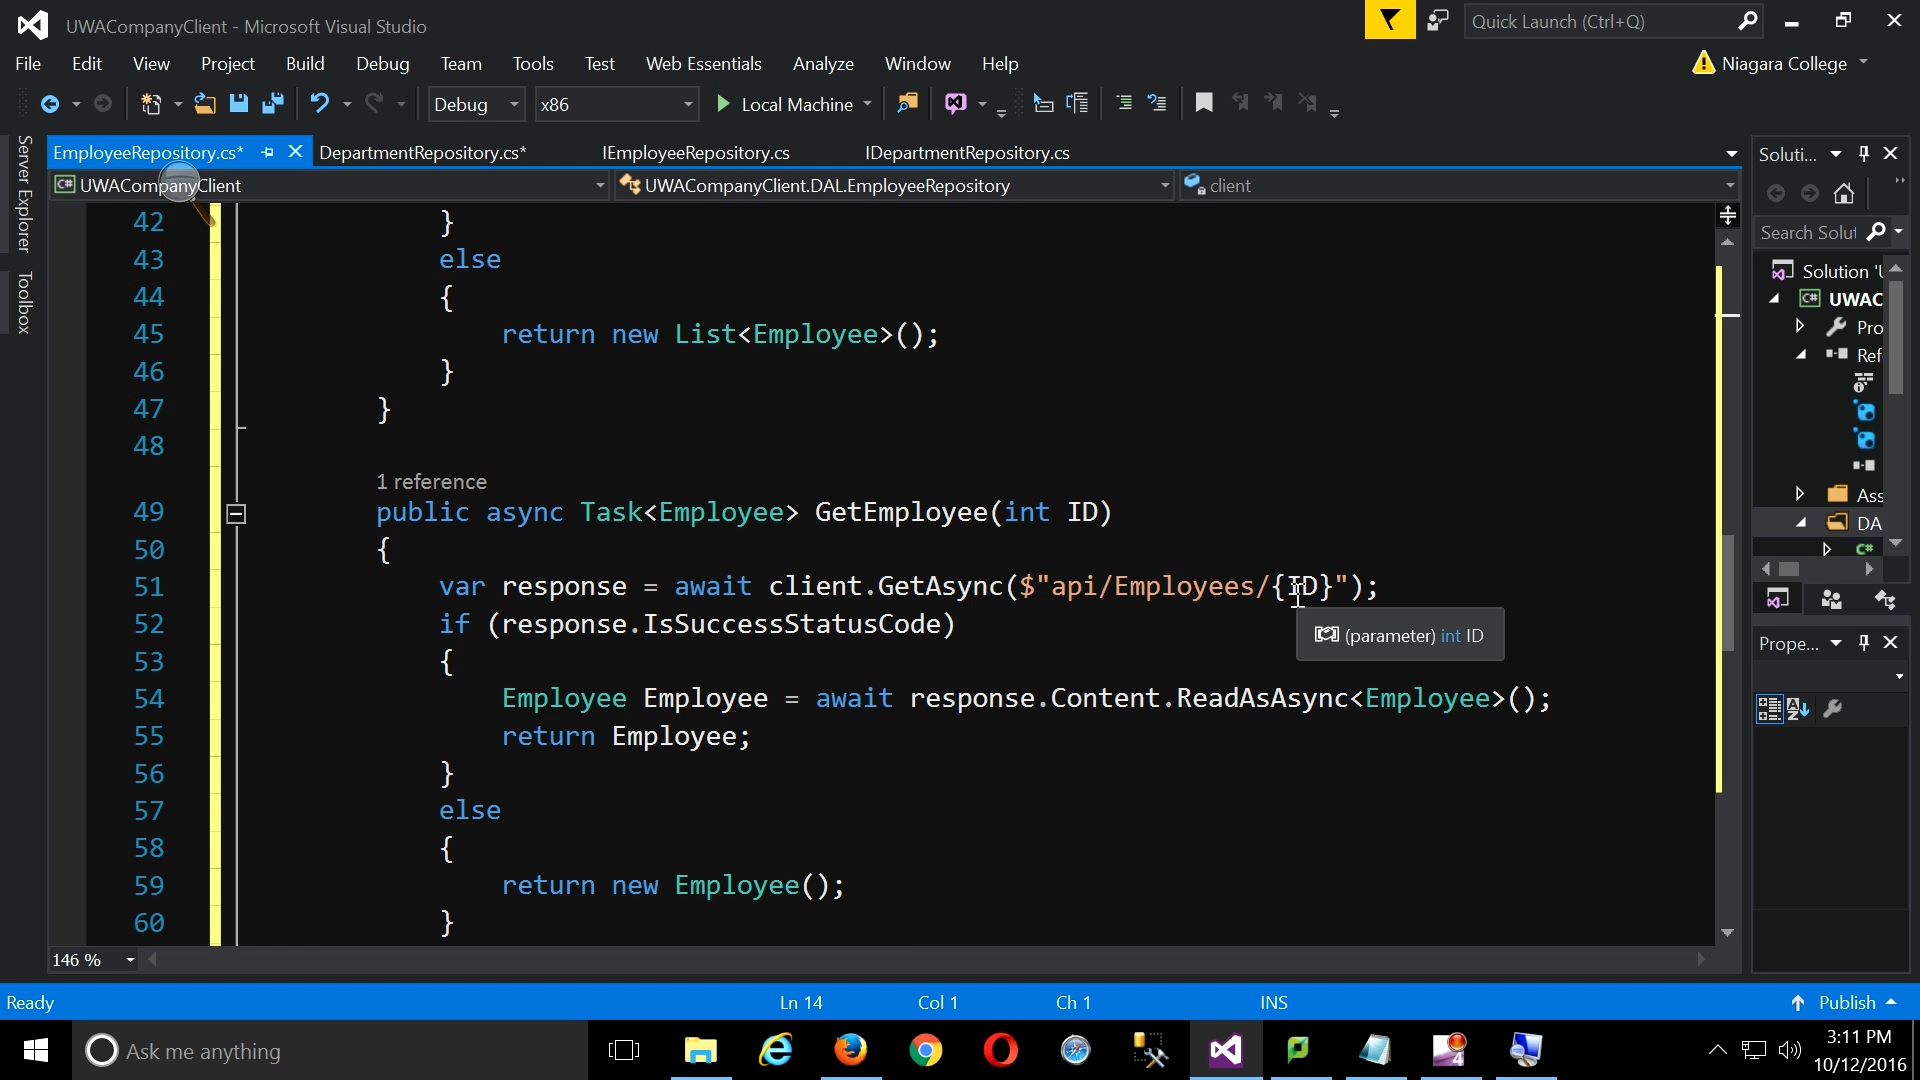 UWACompanyClient - Microsoft Visual Studio
Quick Launch (Ctrl+Q)
File Edit View Project Build Debug Team Tools Test Web Essentials Analyze Window Help
Niagara College
Debug x86 Local Machine
Server Explorer
Toolbox
EmployeeRepository.cs* DepartmentRepository.cs* IEmployeeRepository.cs IDepartmentRepository.cs
UWACompanyClient UWACompanyClient.DAL.EmployeeRepository client
42 }
43 else
44 {
45 return new List<Employee>();
46 }
47 }
48
1 reference
49 public async Task<Employee> GetEmployee(int ID)
50 {
51 var response = await client.GetAsync($"api/Employees/{ID}");
52 if (response.IsSuccessStatusCode)
(parameter) int ID
53 {
54 Employee Employee = await response.Content.ReadAsAsync<Employee>();
55 return Employee;
56 }
57 else
58 {
59 return new Employee();
60 }
146 %
Soluti...
Search Solut
Solution 'U
C# UWAC
Pro
Ref
Ass
DA
C#
Prope...
Ready Ln 14 Col 1 Ch 1 INS Publish
Ask me anything
4
3:11 PM
10/12/2016